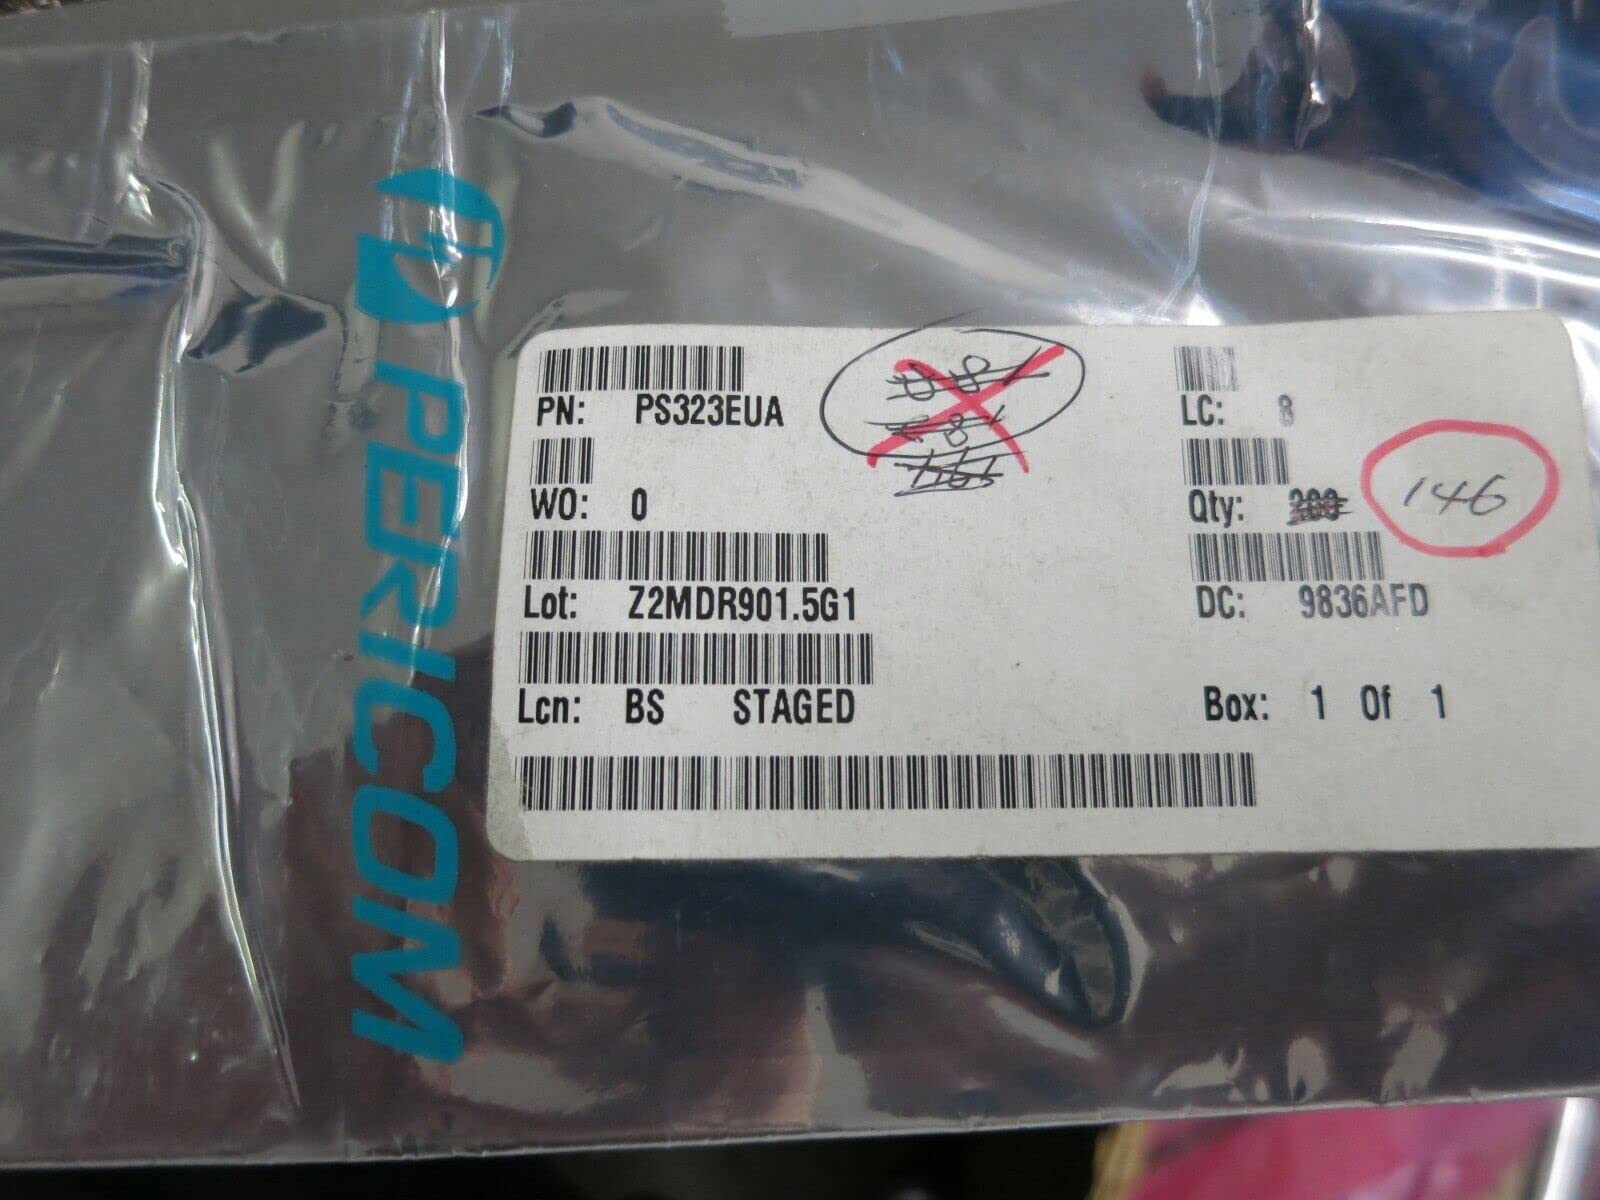 PERICOM
PN: PS323EUA
LC: 8
WO: 0
Qty: 200 146
Lot: Z2MDR901.5G1
DC: 9836AFD
Lcn: BS STAGED
Box: 1 Of 1